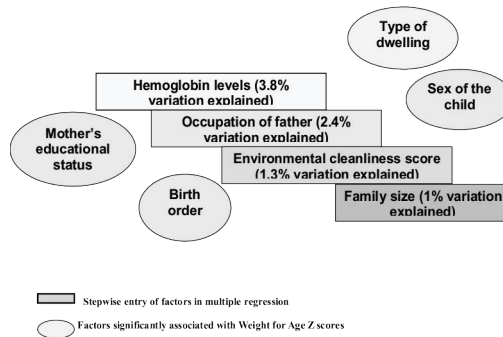 Type of
dwelling
Hemoglobin levels (3.8%
variation explained)
Sex of the
child
Occupation of father (2.4%
variation explained)
Mother's
educational
status
Environmental cleanliness score
(1.3% variation explained)
Birth
order
Family size (1% variation
explained)
Stepwise entry of factors in multiple regression
Factors significantly associated with Weight for Age Z scores